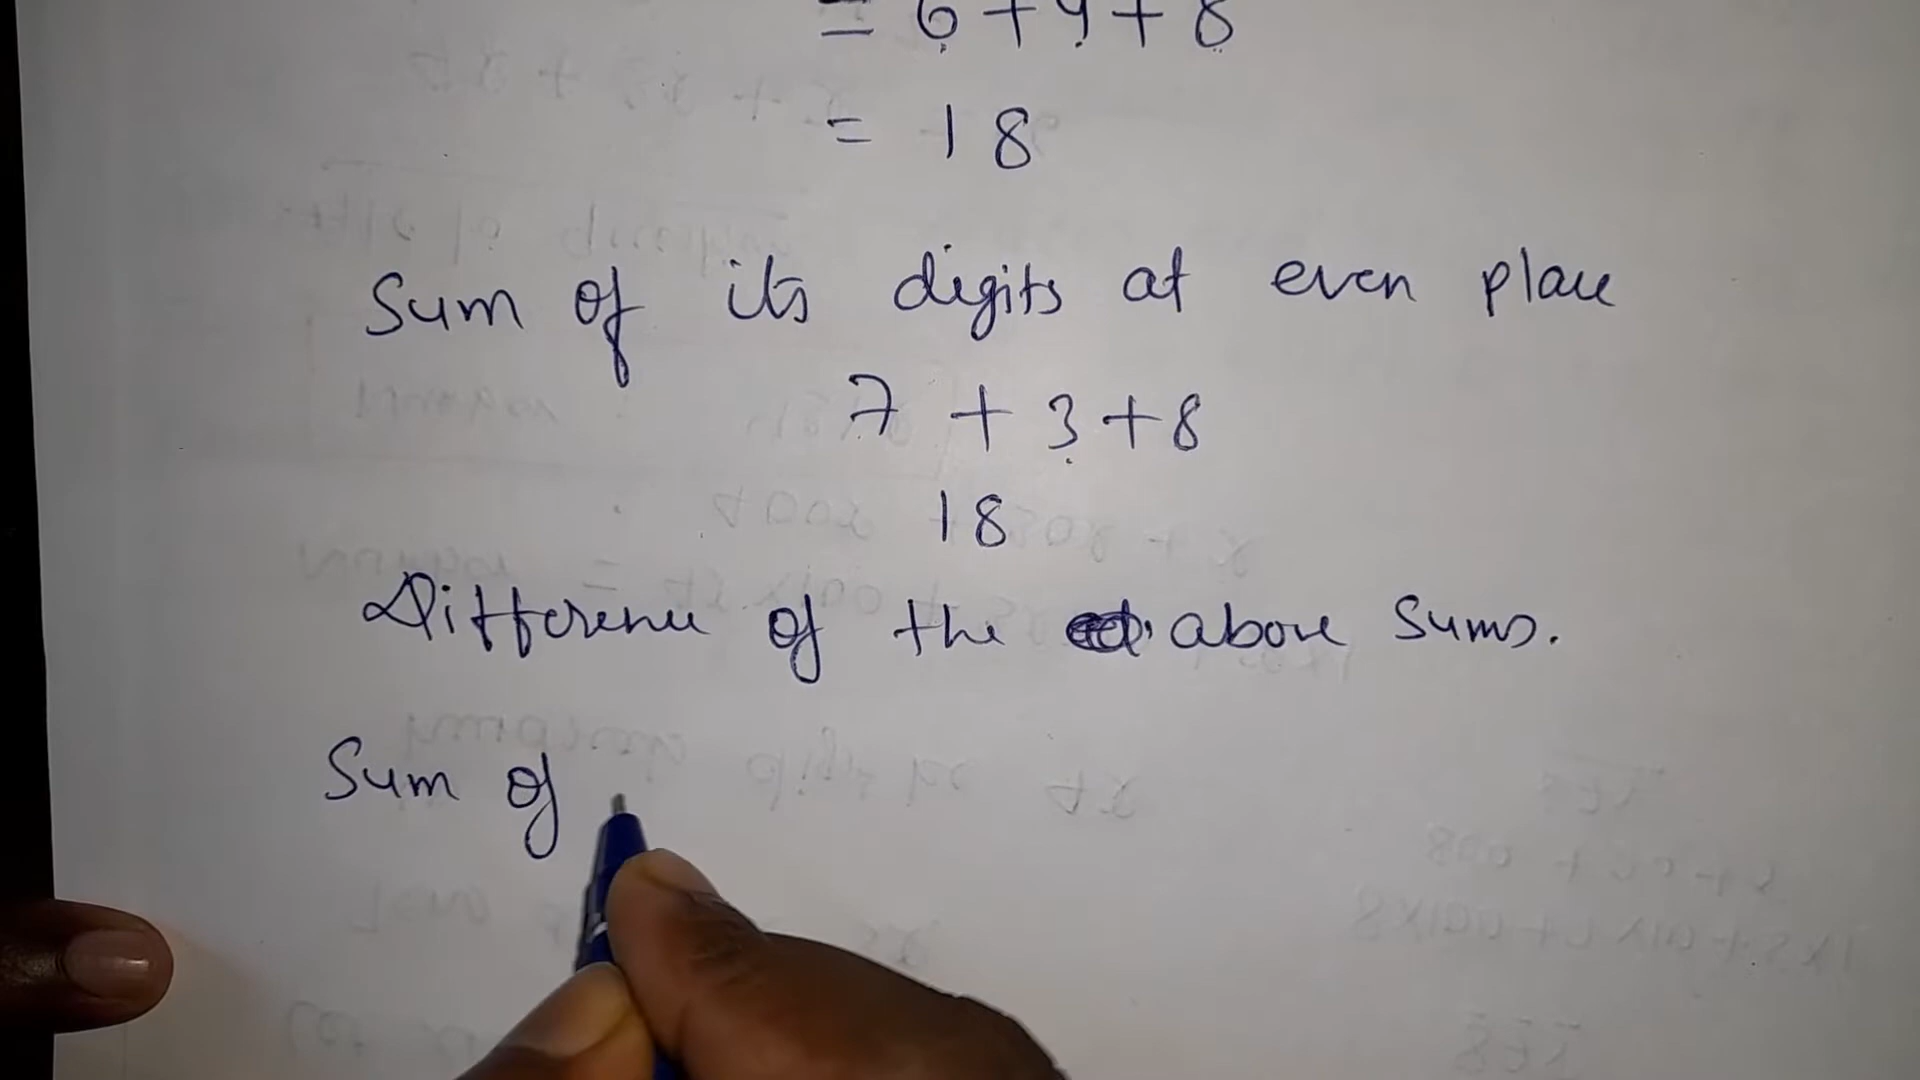 = 6 + 4 + 8
= 18
Sum of its digits at even place
7 + 3 + 8
18
Difference of the above sums.
Sum of